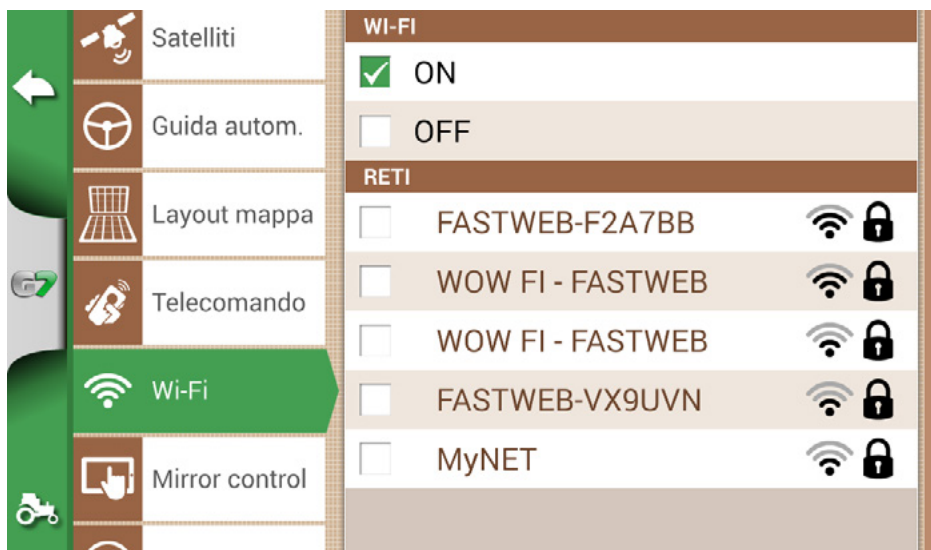 Satelliti
Guida autom.
Layout mappa
Telecomando
Wi-Fi
Mirror control
G7
WI-FI
ON
OFF
RETI
FASTWEB-F2A7BB
WOW FI - FASTWEB
WOW FI - FASTWEB
FASTWEB-VX9UVN
MyNET